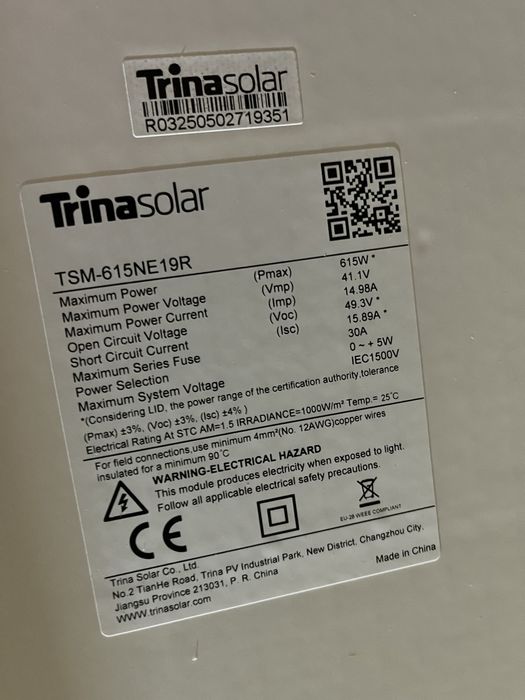 Trinasolar
R03250502719351
Trinasolar
TSM-615NE19R
Maximum Power (Pmax) 615W *
Maximum Power Voltage (Vmp) 41.1V
Maximum Power Current (Imp) 14.98A
Open Circuit Voltage (Voc) 49.3V *
Short Circuit Current (Isc) 15.89A *
Maximum Series Fuse 30A
Power Selection 0 ~ + 5W
Maximum System Voltage IEC1500V
*(Considering LID, the power range of the certification authority,tolerance
(Pmax) ±3%, (Voc) ±3%, (Isc) ±4% )
Electrical Rating At STC AM=1.5 IRRADIANCE=1000W/m² Temp.= 25°C
For field connections,use minimum 4mm²(No. 12AWG)copper wires
insulated for a minimum 90°C
WARNING-ELECTRICAL HAZARD
This module produces electricity when exposed to light.
Follow all applicable electrical safety precautions.
CE
EU-28 WEEE COMPLIANT
Trina Solar Co., Ltd.
No.2 TianHe Road, Trina PV Industrial Park, New District, Changzhou City,
Jiangsu Province 213031, P. R. China
www.trinasolar.com
Made in China